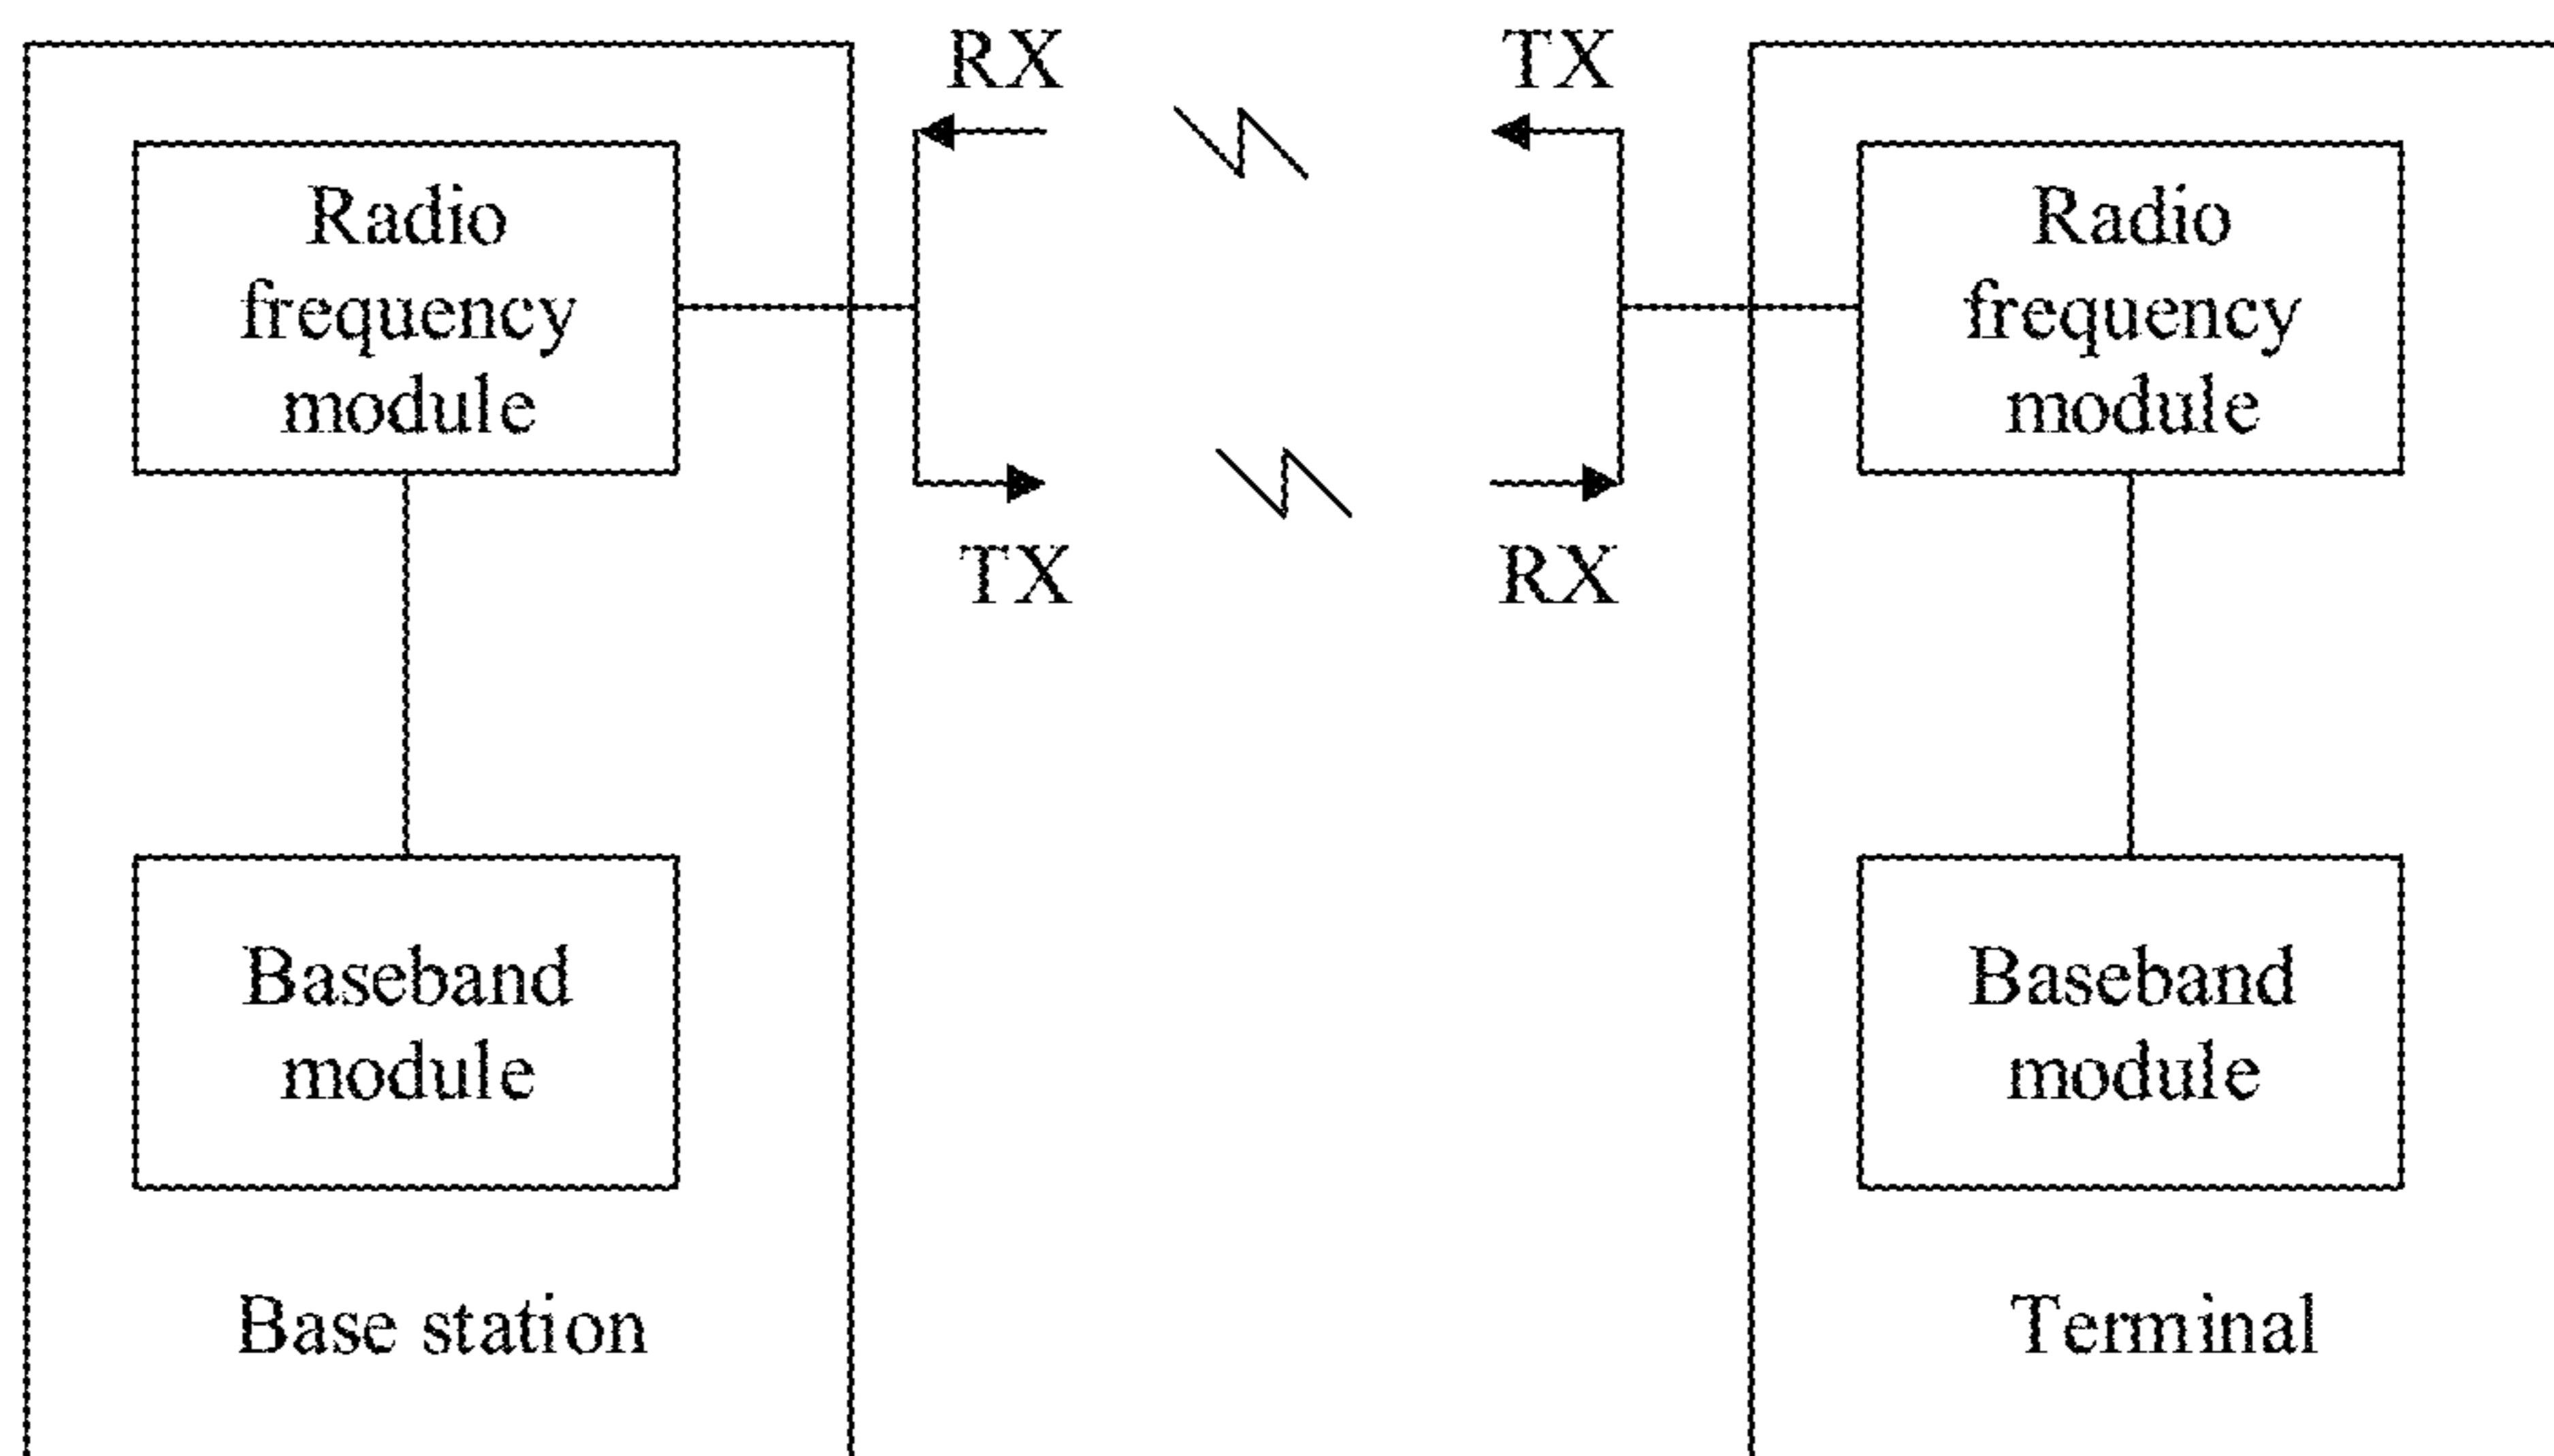 RX
TX
Radio
frequency
module
Radio
frequency
module
TX
RX
Baseband
module
Baseband
module
Base station
Terminal